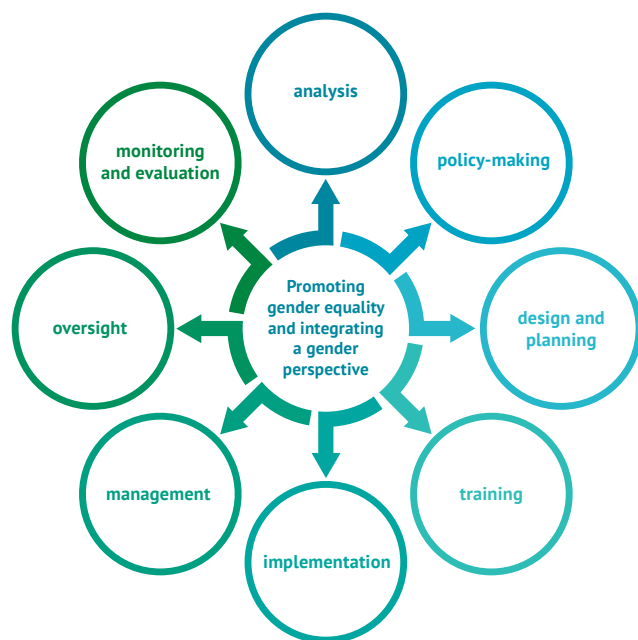 analysis
policy-making
design and
planning
training
implementation
management
oversight
monitoring
and evaluation
Promoting
gender equality
and integrating
a gender
perspective